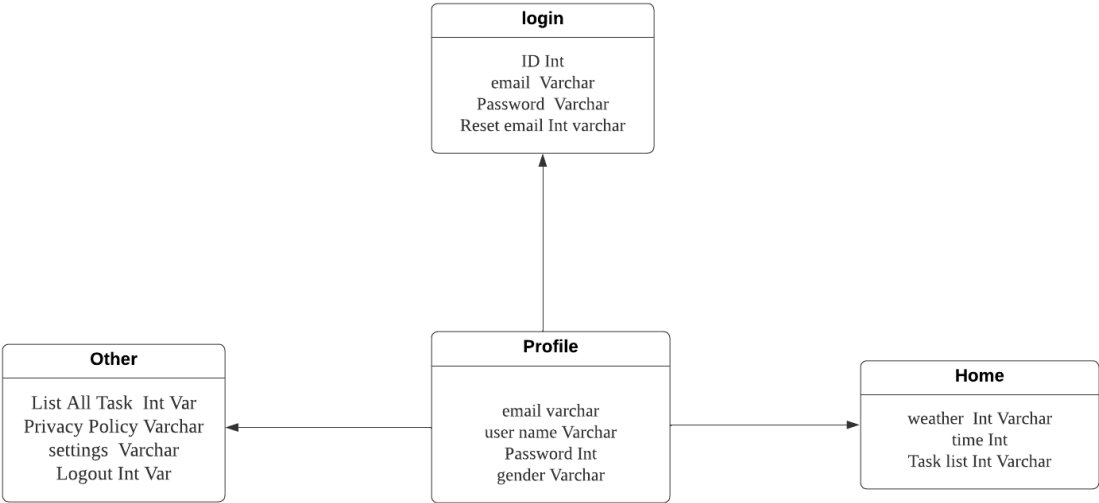 login
ID Int
email  Varchar
Password  Varchar
Reset email Int varchar
Other
List All Task  Int Var
Privacy Policy Varchar
settings  Varchar
Logout Int Var
Profile
email varchar
user name Varchar
Password Int
gender Varchar
Home
weather  Int Varchar
time Int
Task list Int Varchar